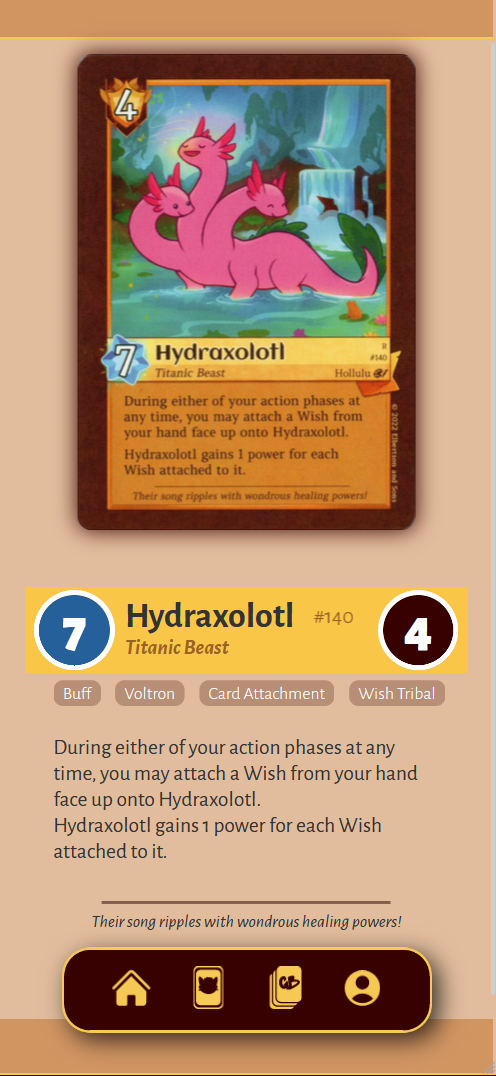 4
7
Hydraxolotl
R
#140
Titanic Beast
Hollulu
During either of your action phases at
any time, you may attach a Wish from
your hand face up onto Hydraxolotl.
Hydraxolotl gains 1 power for each
Wish attached to it.
Their song ripples with wondrous healing powers!
© 2022 Elbertson and Sons
7
Hydraxolotl #140
4
Titanic Beast
Buff Voltron Card Attachment Wish Tribal
During either of your action phases at any
time, you may attach a Wish from your hand
face up onto Hydraxolotl.
Hydraxolotl gains 1 power for each Wish
attached to it.
Their song ripples with wondrous healing powers!